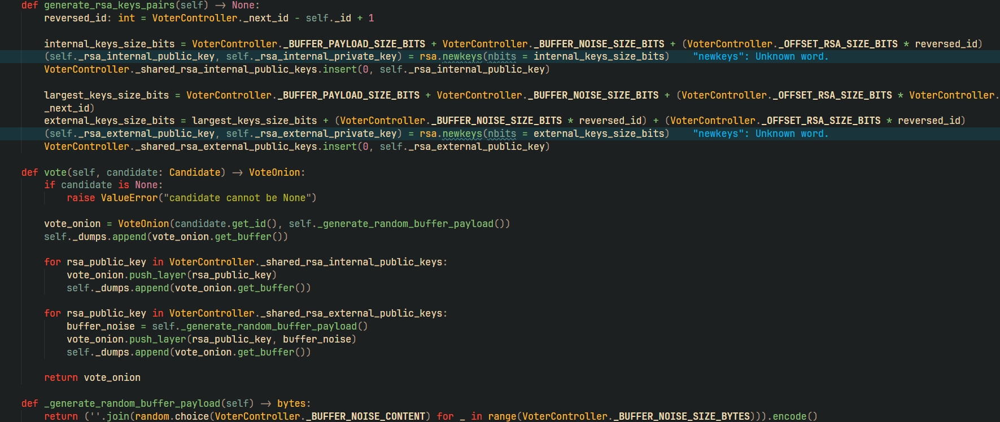 def generate_rsa_keys_pairs(self) -> None:
reversed_id: int = VoterController._next_id - self._id + 1
internal_keys_size_bits = VoterController._BUFFER_PAYLOAD_SIZE_BITS + VoterController._BUFFER_NOISE_SIZE_BITS + (VoterController._OFFSET_RSA_SIZE_BITS * reversed_id)
(self._rsa_internal_public_key, self._rsa_internal_private_key) = rsa.newkeys(nbits = internal_keys_size_bits)    "newkeys": Unknown word.
VoterController._shared_rsa_internal_public_keys.insert(0, self._rsa_internal_public_key)
largest_keys_size_bits = VoterController._BUFFER_PAYLOAD_SIZE_BITS + VoterController._BUFFER_NOISE_SIZE_BITS + (VoterController._OFFSET_RSA_SIZE_BITS * VoterController.
_next_id)
external_keys_size_bits = largest_keys_size_bits + (VoterController._BUFFER_NOISE_SIZE_BITS * reversed_id) + (VoterController._OFFSET_RSA_SIZE_BITS * reversed_id)
(self._rsa_external_public_key, self._rsa_external_private_key) = rsa.newkeys(nbits = external_keys_size_bits)    "newkeys": Unknown word.
VoterController._shared_rsa_external_public_keys.insert(0, self._rsa_external_public_key)
def vote(self, candidate: Candidate) -> VoteOnion:
if candidate is None:
raise ValueError("candidate cannot be None")
vote_onion = VoteOnion(candidate.get_id(), self._generate_random_buffer_payload())
self._dumps.append(vote_onion.get_buffer())
for rsa_public_key in VoterController._shared_rsa_internal_public_keys:
vote_onion.push_layer(rsa_public_key)
self._dumps.append(vote_onion.get_buffer())
for rsa_public_key in VoterController._shared_rsa_external_public_keys:
buffer_noise = self._generate_random_buffer_payload()
vote_onion.push_layer(rsa_public_key, buffer_noise)
self._dumps.append(vote_onion.get_buffer())
return vote_onion
def _generate_random_buffer_payload(self) -> bytes:
return (''.join(random.choice(VoterController._BUFFER_NOISE_CONTENT) for _ in range(VoterController._BUFFER_NOISE_SIZE_BYTES))).encode()